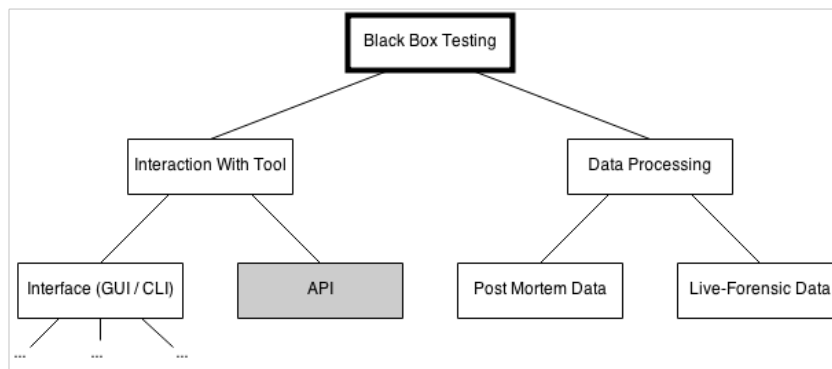 Black Box Testing
Interaction With Tool
Data Processing
Interface (GUI / CLI)
API
Post Mortem Data
Live-Forensic Data
...
...
...